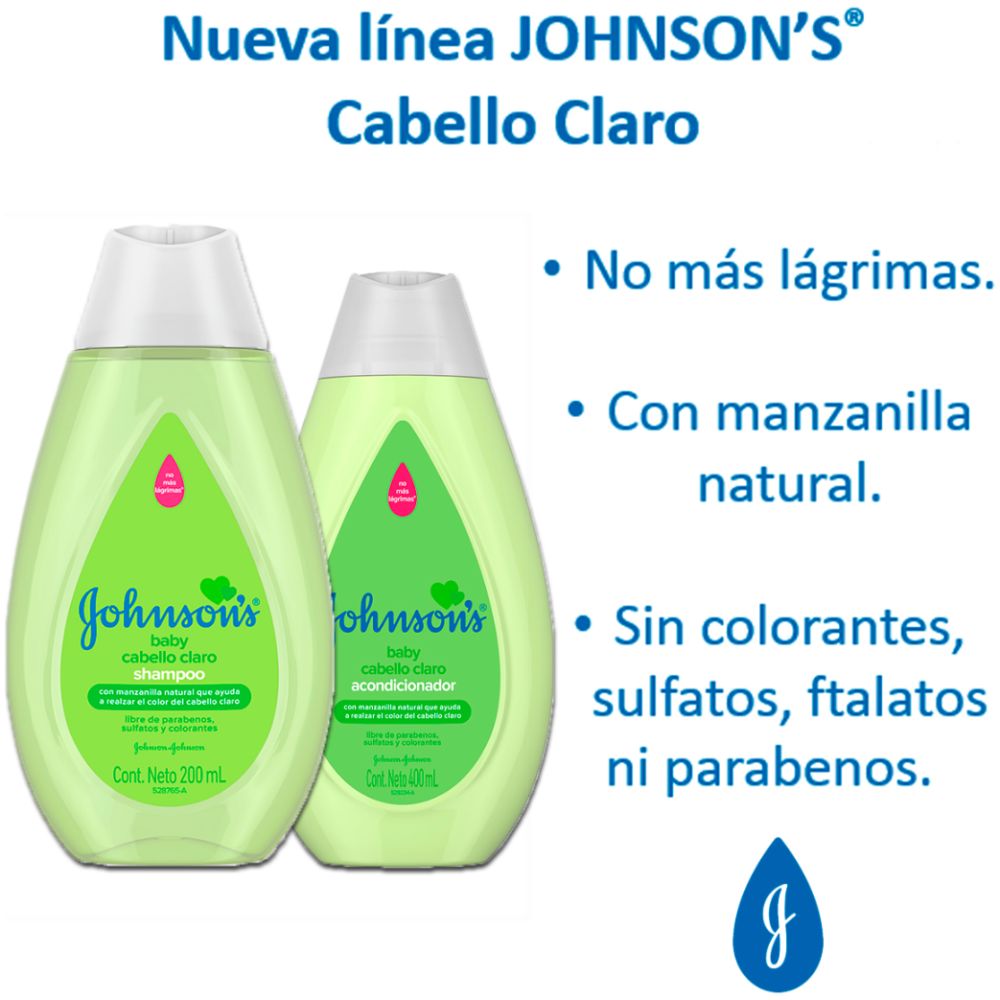 Nueva línea JOHNSON'S®
Cabello Claro
• No más lágrimas.
• Con manzanilla
natural.
• Sin colorantes,
sulfatos, ftalatos
ni parabenos.
no
más
lágrimas®
Johnson's®
baby
cabello claro
shampoo
con manzanilla natural que ayuda
a realzar el color del cabello claro
libre de parabenos,
sulfatos y colorantes
Johnson & Johnson
Cont. Neto 200 mL
528765-A
no
más
lágrimas®
Johnson's®
baby
cabello claro
acondicionador
con manzanilla natural que ayuda
a realzar el color del cabello claro
libre de parabenos,
sulfatos y colorantes
Johnson & Johnson
Cont. Neto 400 mL
J